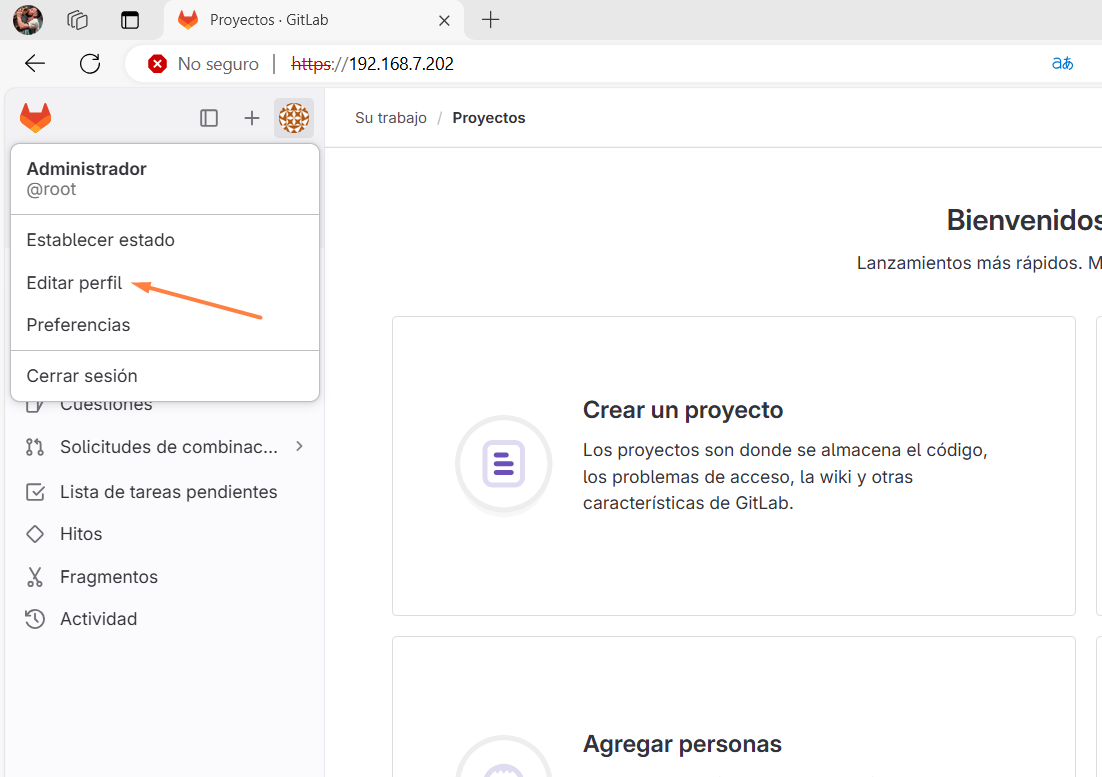 Proyectos · GitLab
No seguro | https://192.168.7.202
aあ
Su trabajo / Proyectos
Administrador
@root
Establecer estado
Editar perfil
Preferencias
Cerrar sesión
Cuestiones
Solicitudes de combinac...
Lista de tareas pendientes
Hitos
Fragmentos
Actividad
Bienvenidos
Lanzamientos más rápidos. M
Crear un proyecto
Los proyectos son donde se almacena el código,
los problemas de acceso, la wiki y otras
características de GitLab.
Agregar personas